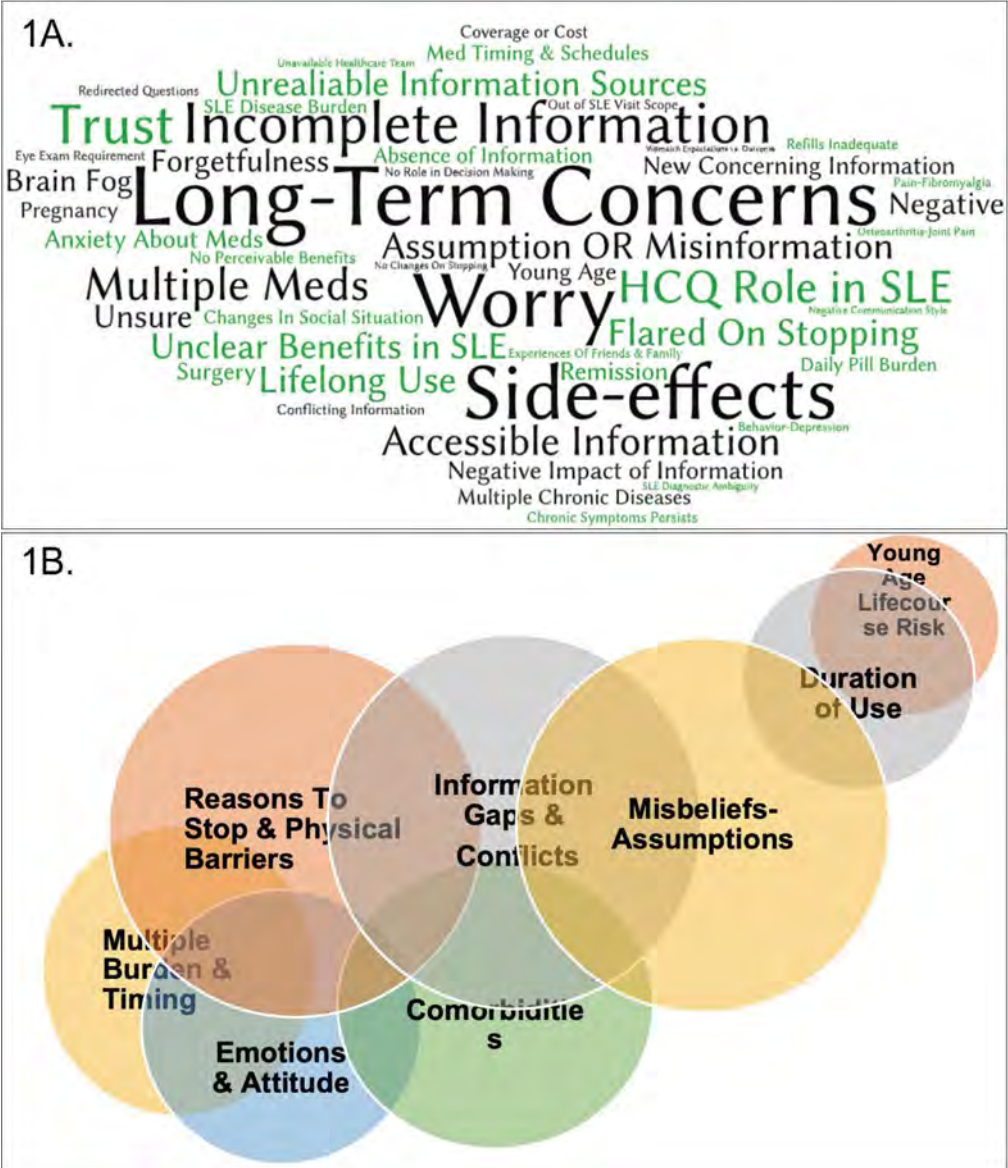 1A.
Coverage or Cost
Med Timing & Schedules
Unavailable Healthcare Team
Unrealiable Information Sources
Redirected Questions
SLE Disease Burden
Out of SLE Visit Scope
Trust
Incomplete Information
Refills Inadequate
Eye Exam Requirement
Forgetfulness
Absence of Information
New Concerning Information
No Role in Decision Making
Brain Fog
Long-Term Concerns
Pain-Fibromyalgia
Negative
Pregnancy
Osteoarthritis-Joint Pain
Anxiety About Meds
Assumption OR Misinformation
No Perceivable Benefits
No Changes On Stopping
Young Age
Multiple Meds
Worry
HCQ Role in SLE
Negative Communication Style
Unsure
Changes In Social Situation
Flared On Stopping
Unclear Benefits in SLE
Experiences Of Friends & Family
Daily Pill Burden
Surgery
Lifelong Use
Remission
Side-effects
Conflicting Information
Behavior-Depression
Accessible Information
Negative Impact of Information
SLE Diagnostic Ambiguity
Multiple Chronic Diseases
Chronic Symptoms Persists
1B.
Young
Age
Lifecour
se Risk
Duration
of Use
Reasons To
Stop & Physical
Barriers
Information
Gaps &
Conflicts
Misbeliefs-
Assumptions
Multiple
Burden &
Timing
Comorbiditie
s
Emotions
& Attitude